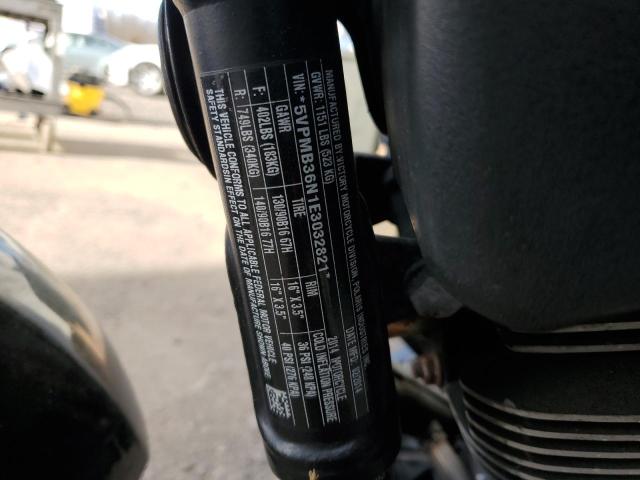 MANUFACTURED BY: VICTORY MOTORCYCLE DIVISION POLARIS INDUSTRIES INC.
GVWR: 1151 LBS (523 KG) DATE MFD.
VIN: *5VPMB36N1E3032821* 2014 MOTORCYCLE
GAWR TIRE RIM COLD INFLATION PRESSURE
F: 402LBS (183KG) 130/90B16 67H 16" X 3.5" 36 PSI (248 KPA)
R: 749LBS (340KG) 140/90B16 77H 16" X 3.5" 40 PSI (276 KPA)
THIS VEHICLE CONFORMS TO ALL APPLICABLE FEDERAL MOTOR VEHICLE
SAFETY STANDARDS IN EFFECT ON THE DATE OF MANUFACTURE SHOWN ABOVE.